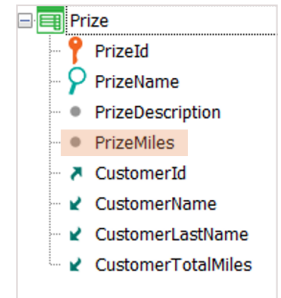 Prize
PrizeId
PrizeName
PrizeDescription
PrizeMiles
CustomerId
CustomerName
CustomerLastName
CustomerTotalMiles